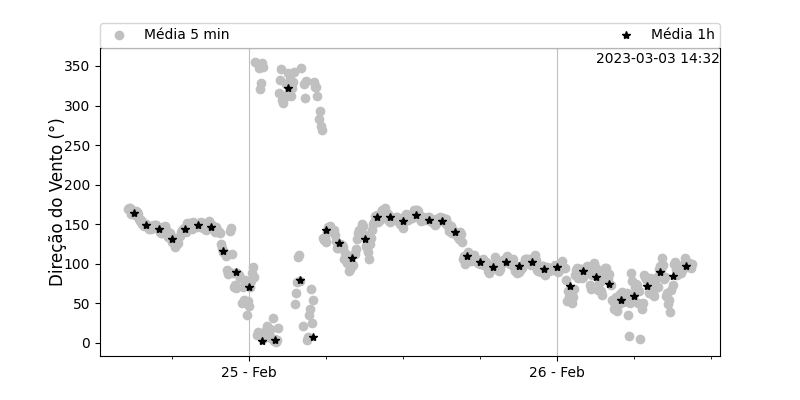 Média 5 min
Média 1h
2023-03-03 14:32
Direção do Vento (°)
350
300
250
200
150
100
50
0
25 - Feb
26 - Feb